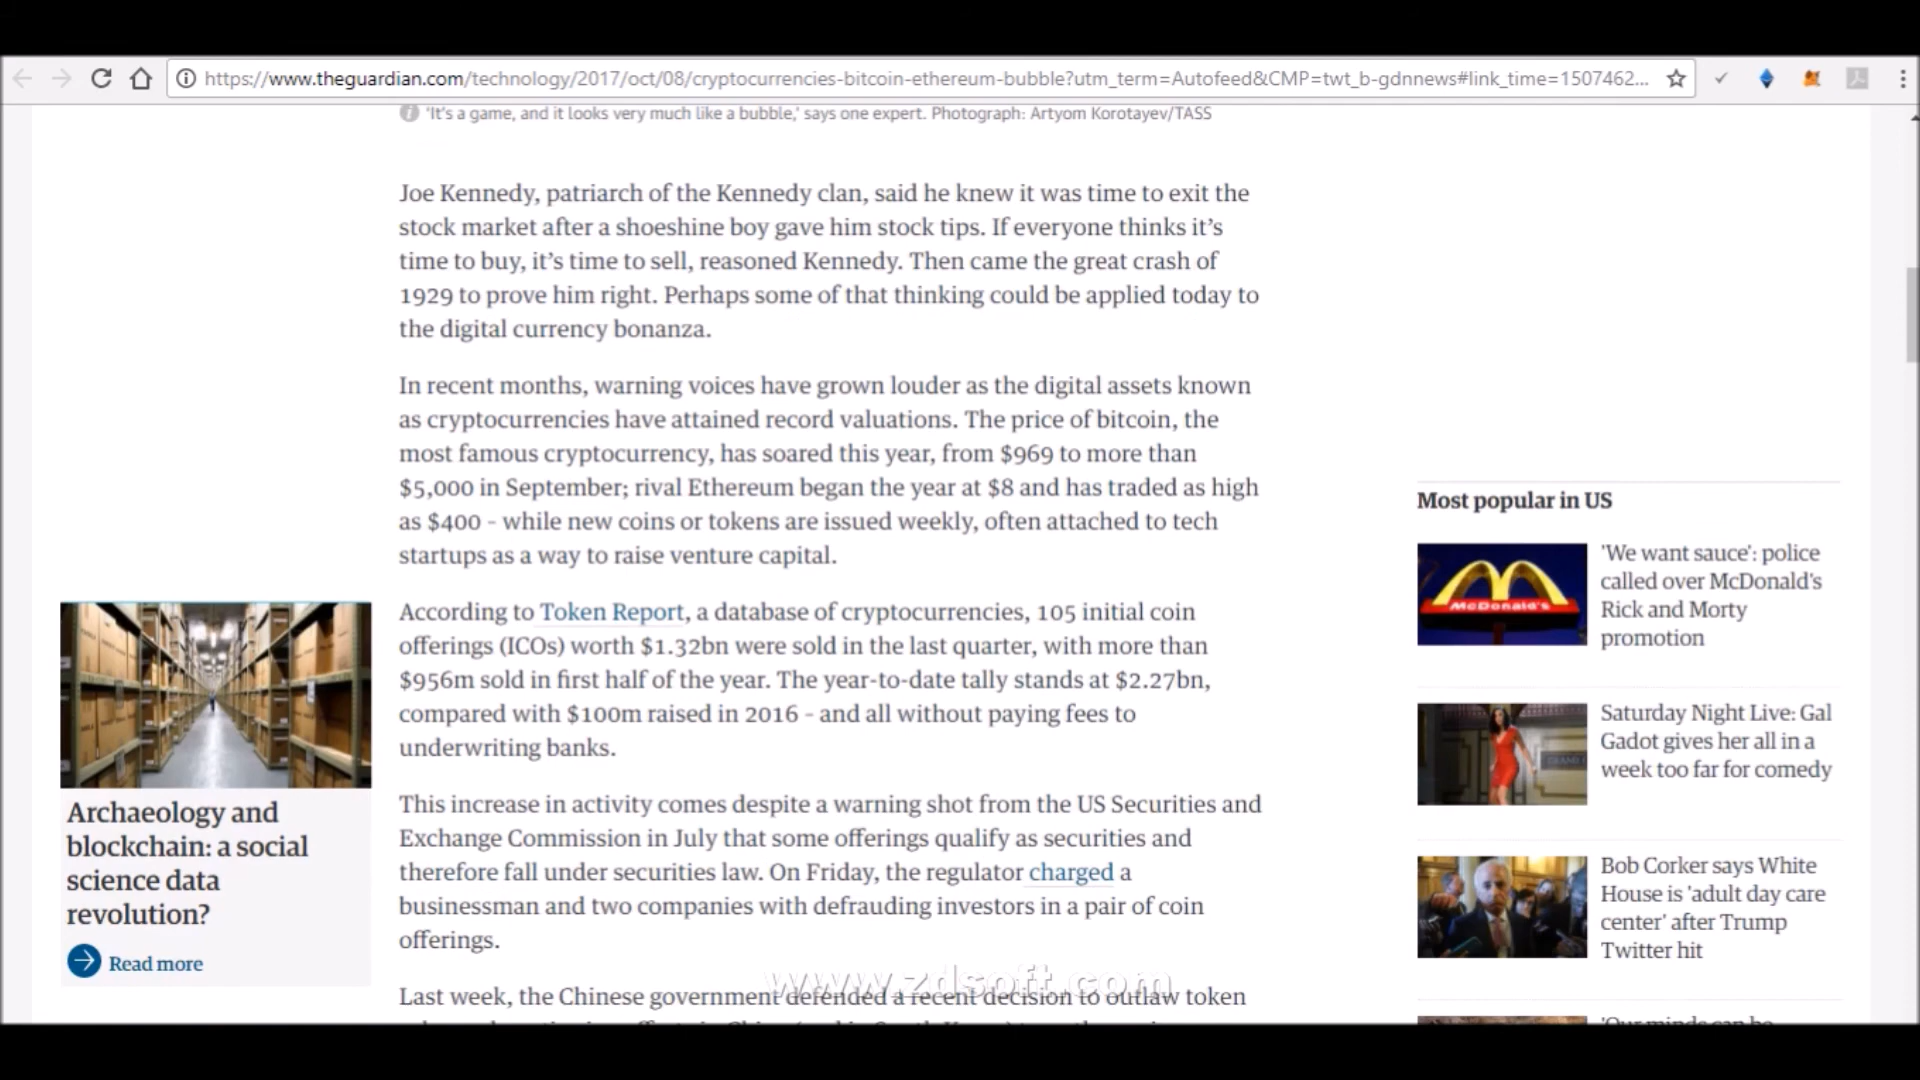 https://www.theguardian.com/technology/2017/oct/08/cryptocurrencies-bitcoin-ethereum-bubble?utm_term=Autofeed&CMP=twt_b-gdnnews#link_time=1507462...
'It's a game, and it looks very much like a bubble,' says one expert. Photograph: Artyom Korotayev/TASS
Joe Kennedy, patriarch of the Kennedy clan, said he knew it was time to exit the
stock market after a shoeshine boy gave him stock tips. If everyone thinks it's
time to buy, it's time to sell, reasoned Kennedy. Then came the great crash of
1929 to prove him right. Perhaps some of that thinking could be applied today to
the digital currency bonanza.
In recent months, warning voices have grown louder as the digital assets known
as cryptocurrencies have attained record valuations. The price of bitcoin, the
most famous cryptocurrency, has soared this year, from $969 to more than
$5,000 in September; rival Ethereum began the year at $8 and has traded as high
as $400 - while new coins or tokens are issued weekly, often attached to tech
startups as a way to raise venture capital.
According to Token Report, a database of cryptocurrencies, 105 initial coin
offerings (ICOs) worth $1.32bn were sold in the last quarter, with more than
$956m sold in first half of the year. The year-to-date tally stands at $2.27bn,
compared with $100m raised in 2016 - and all without paying fees to
underwriting banks.
This increase in activity comes despite a warning shot from the US Securities and
Exchange Commission in July that some offerings qualify as securities and
therefore fall under securities law. On Friday, the regulator charged a
businessman and two companies with defrauding investors in a pair of coin
offerings.
Last week, the Chinese government defended a recent decision to outlaw token
www.zdsoft.com
Archaeology and
blockchain: a social
science data
revolution?
Read more
Most popular in US
McDonald's
'We want sauce': police
called over McDonald's
Rick and Morty
promotion
Saturday Night Live: Gal
Gadot gives her all in a
week too far for comedy
Bob Corker says White
House is 'adult day care
center' after Trump
Twitter hit
'Our minds can be